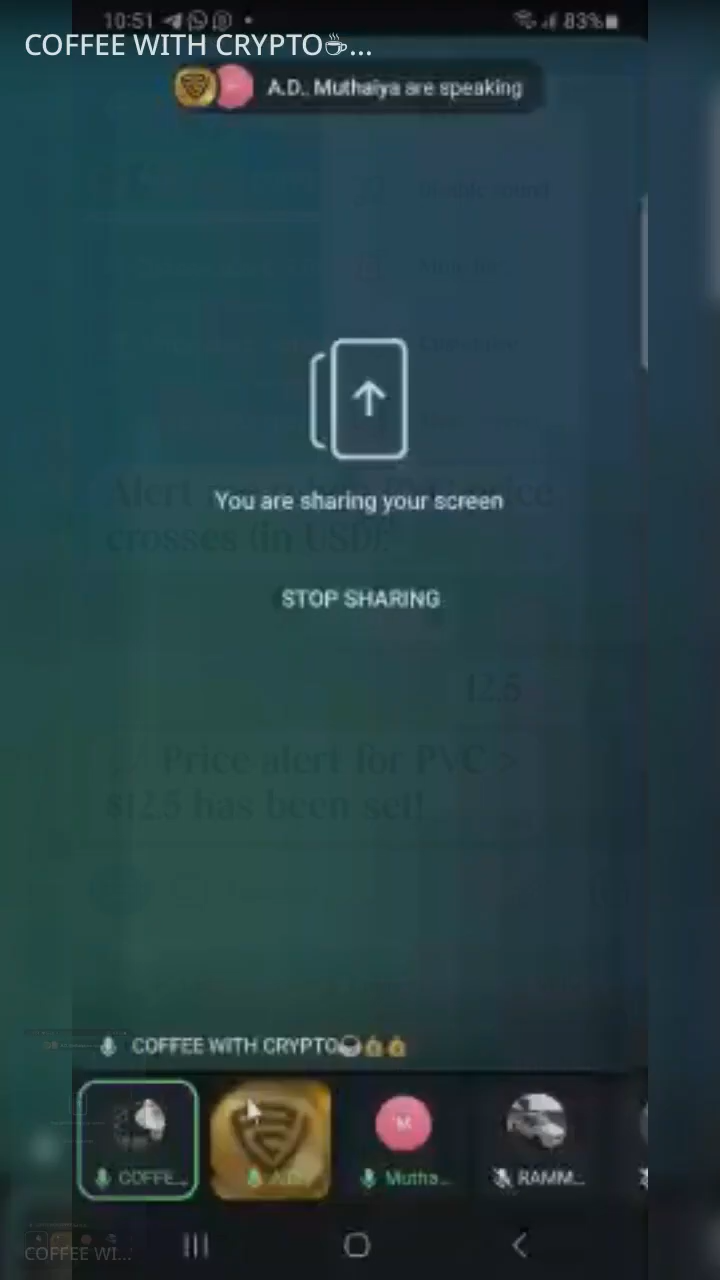 10:51
83%
COFFEE WITH CRYPTO☕...
A.D., Muthaiya are speaking
Alert
price
crosses (in USD)?
You are sharing your screen
STOP SHARING
12.5
Price alert for PVC >
$12.5 has been set!
COFFEE WITH CRYPTO☕💰💰
COFFE...
A.D.
Mutha...
RAMM...
COFFEE WI...